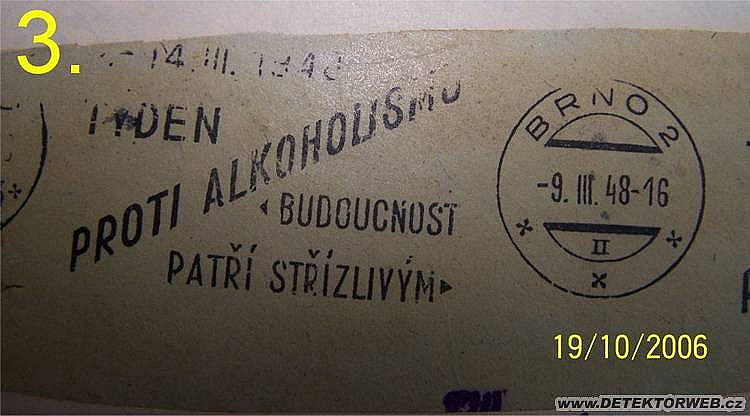 3.
14. III. 1948
TÝDEN
PROTI ALKOHOLISMU
BUDOUCNOST
PATŘÍ STŘÍZLIVÝM
BRNO 2
-9. III. 48-16
II
19/10/2006
www.DETEKTORWEB.cz